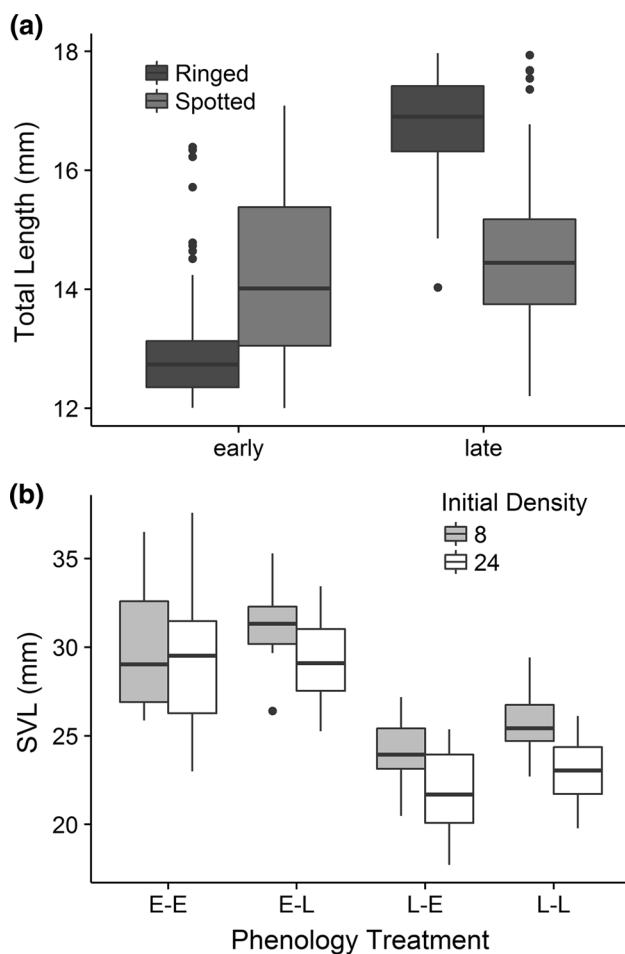 (a)
Total Length (mm)
18
16
14
12
Ringed
Spotted
early
late
(b)
SVL (mm)
35
30
25
20
Initial Density
8
24
E-E
E-L
L-E
L-L
Phenology Treatment